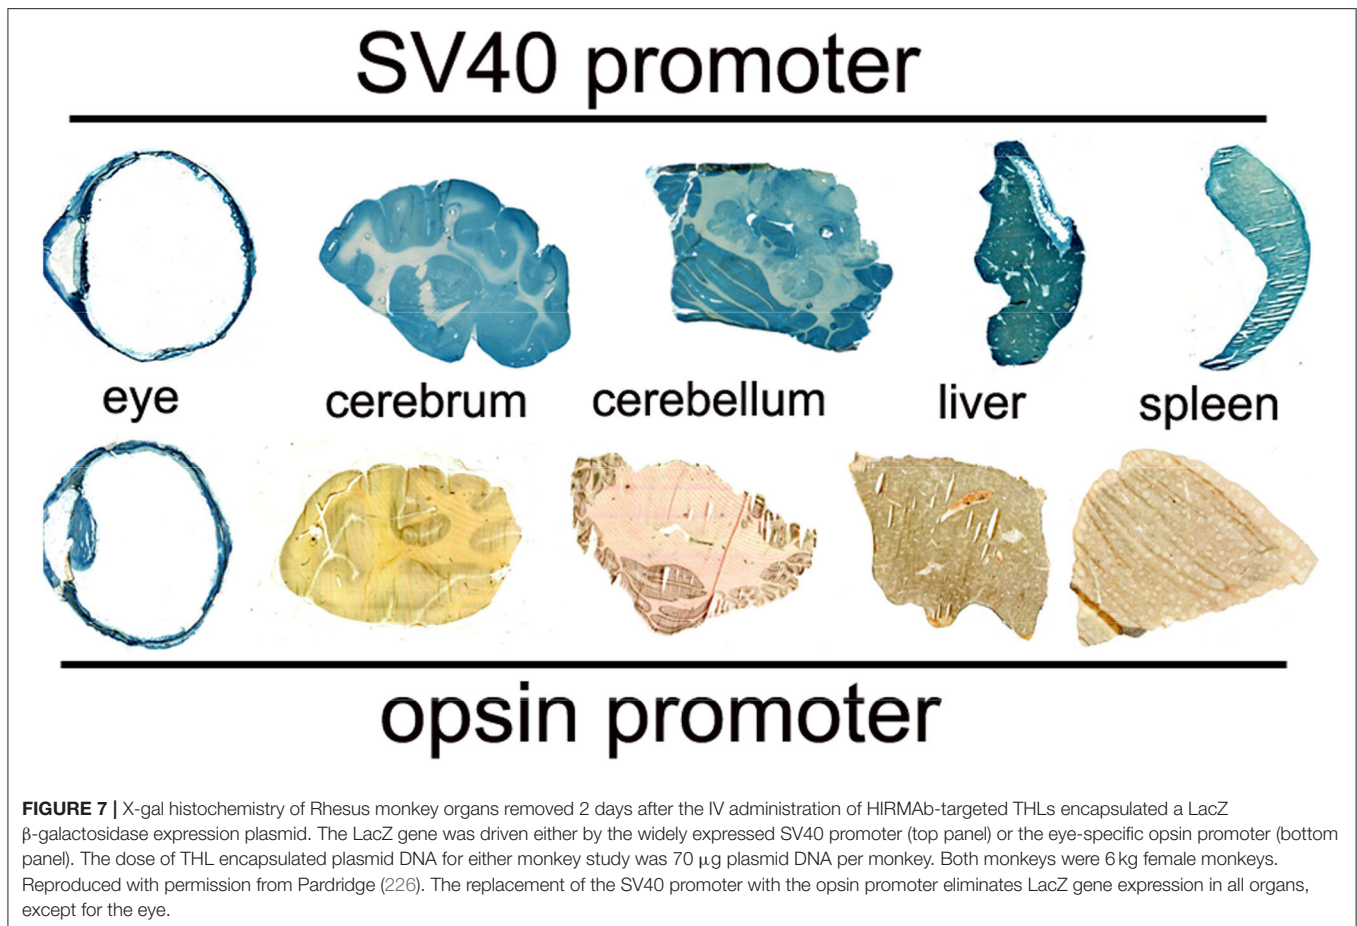 SV40 promoter
eye
cerebrum
cerebellum
liver
spleen
opsin promoter
FIGURE 7 | X-gal histochemistry of Rhesus monkey organs removed 2 days after the IV administration of HIRMAb-targeted THLs encapsulated a LacZ
β-galactosidase expression plasmid. The LacZ gene was driven either by the widely expressed SV40 promoter (top panel) or the eye-specific opsin promoter (bottom
panel). The dose of THL encapsulated plasmid DNA for either monkey study was 70 μg plasmid DNA per monkey. Both monkeys were 6 kg female monkeys.
Reproduced with permission from Pardridge (226). The replacement of the SV40 promoter with the opsin promoter eliminates LacZ gene expression in all organs,
except for the eye.